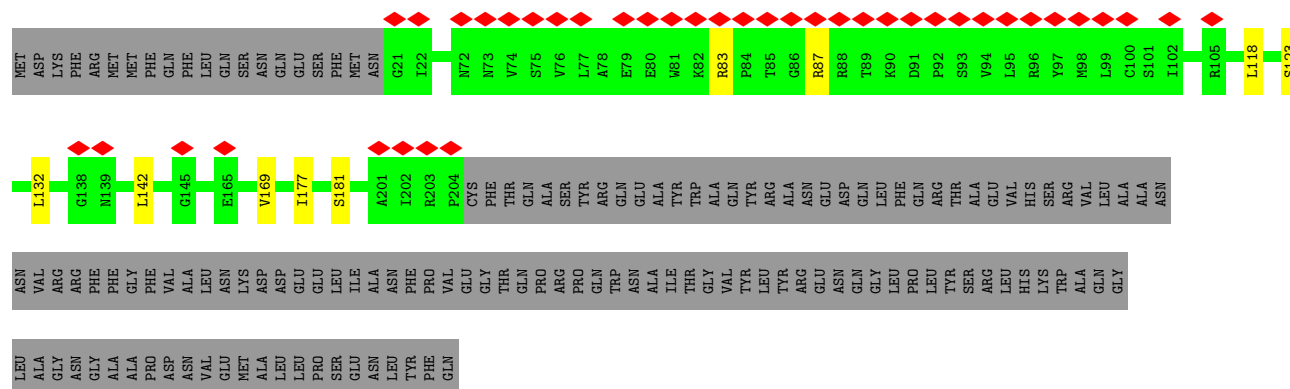 MET ASP LYS PHE ARG MET MET PHE GLN PHE LEU GLN SER ASN GLN GLU SER PHE MET ASN G21 I22 N72 N73 V74 S75 V76 L77 A78 E79 E80 W81 K82 R83 P84 T85 G86 R87 R88 T89 K90 D91 P92 S93 V94 L95 R96 Y97 M98 L99 C100 S101 I102 R105 L118
L132 G138 N139 L142 G145 E165 V169 I177 S181 A201 I202 R203 P204 CYS PHE THR GLN ALA SER TYR ARG GLN GLU ALA TYR TRP ALA GLN TYR ARG ALA ASN GLU ASP GLN LEU PHE GLN ARG THR ALA GLU VAL HIS SER ARG VAL LEU ALA ALA ASN
ASN VAL ARG ARG PHE PHE GLY PHE VAL ALA LEU ASN LYS ASP ASP GLU GLU LEU ILE ALA ASN PHE PRO VAL GLU GLY THR GLN PRO ARG PRO GLN TRP ASN ALA ILE THR GLY VAL TYR LEU TYR ARG GLU ASN GLN GLY LEU PRO LEU TYR SER ARG LEU HIS LYS TRP ALA GLN GLY
LEU ALA GLY ASN GLY ALA ALA PRO ASP ASN VAL GLU MET ALA LEU LEU PRO SER GLU ASN LEU TYR PHE GLN